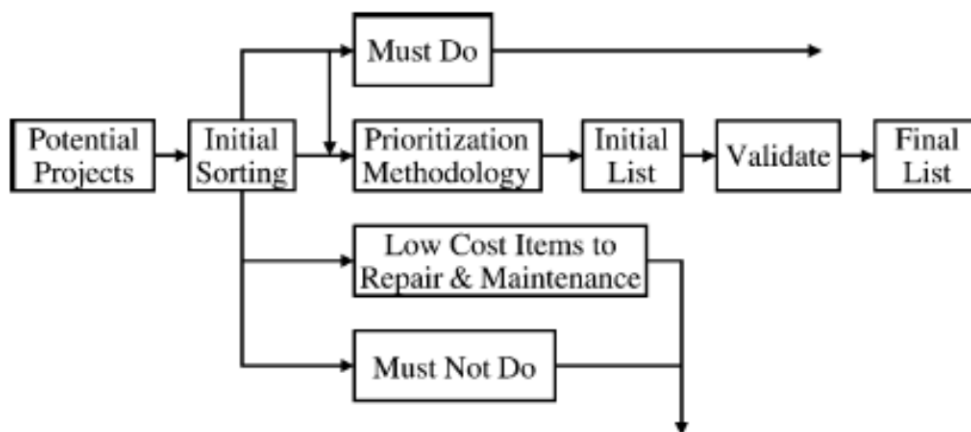 Must Do
Potential
Projects
Initial
Sorting
Prioritization
Methodology
Initial
List
Validate
Final
List
Low Cost Items to
Repair & Maintenance
Must Not Do